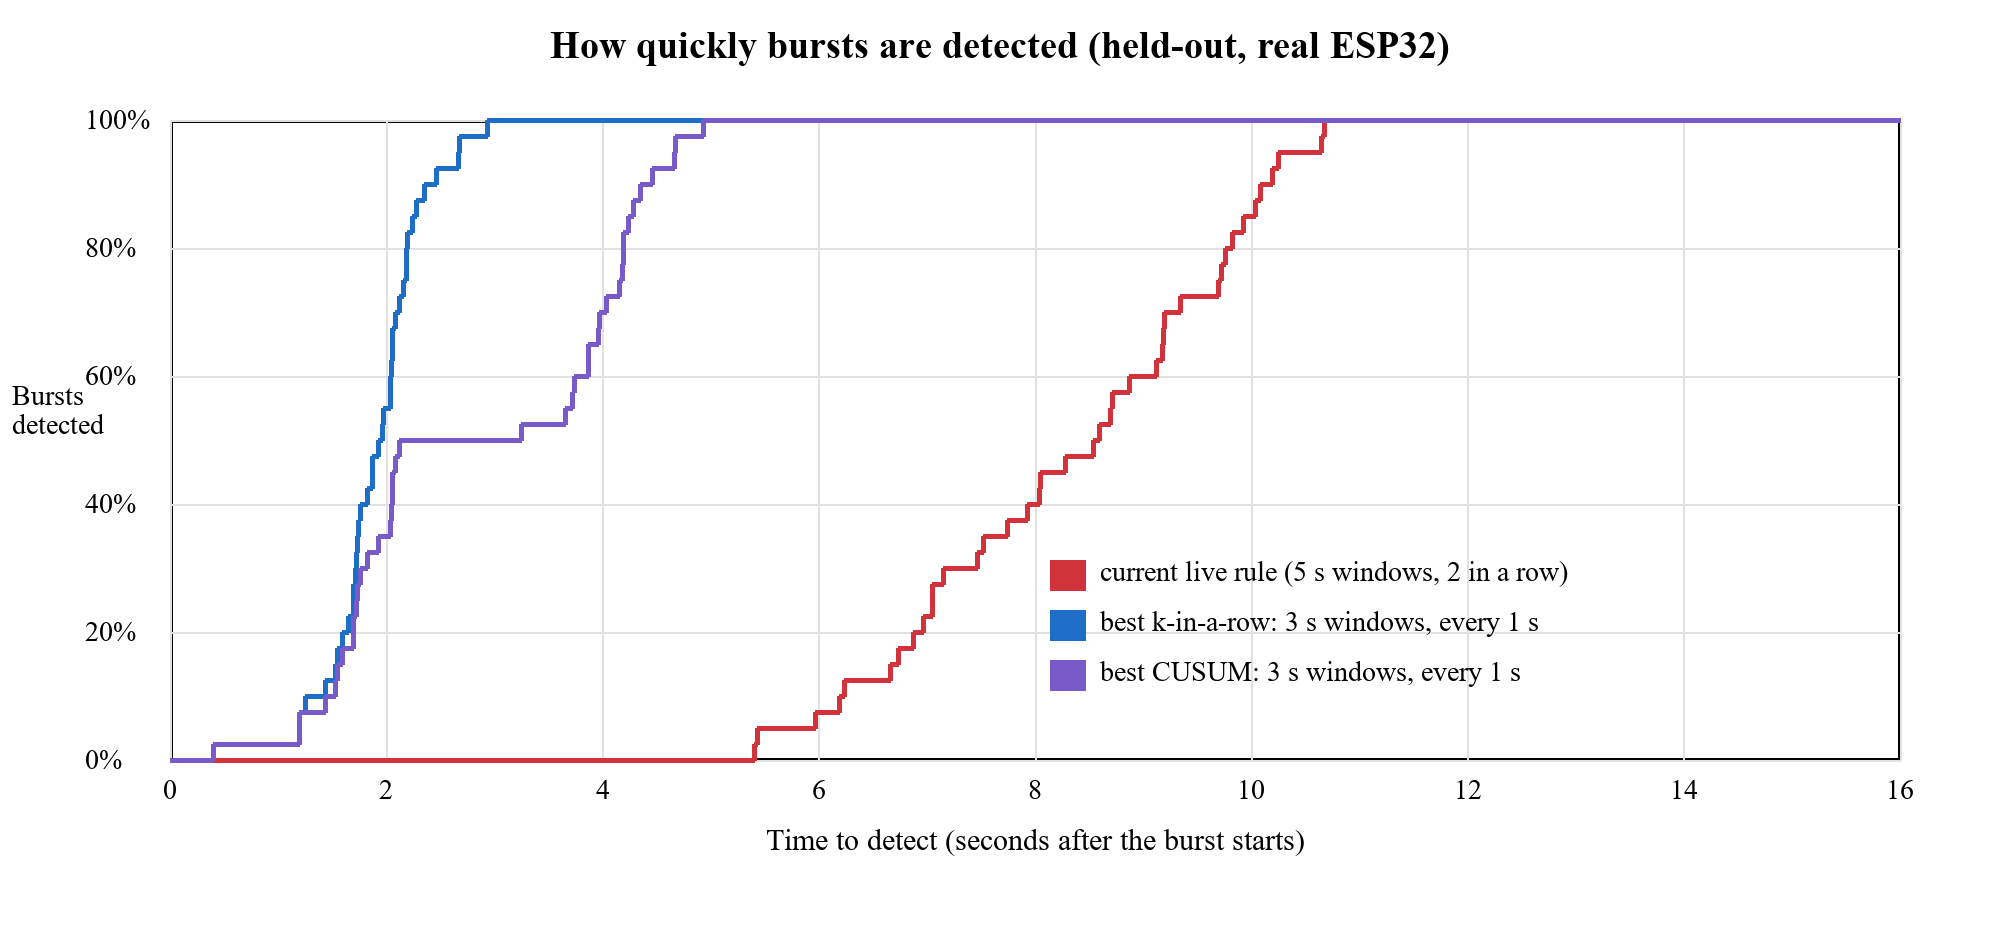 How quickly bursts are detected (held-out, real ESP32)
100%
80%
60%
Bursts
detected
40%
20%
0%
current live rule (5 s windows, 2 in a row)
best k-in-a-row: 3 s windows, every 1 s
best CUSUM: 3 s windows, every 1 s
0 2 4 6 8 10 12 14 16
Time to detect (seconds after the burst starts)